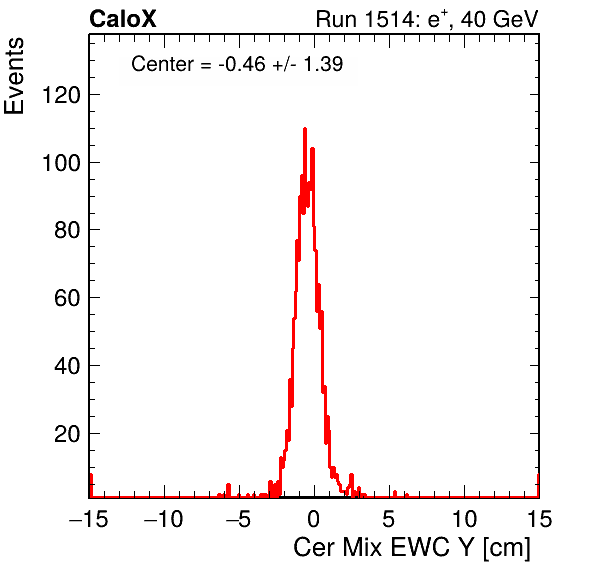 CaloX Run 1514: e⁺, 40 GeV
Center = -0.46 +/- 1.39
Events
120
100
80
60
40
20
−15 −10 −5 0 5 10 15
Cer Mix EWC Y [cm]